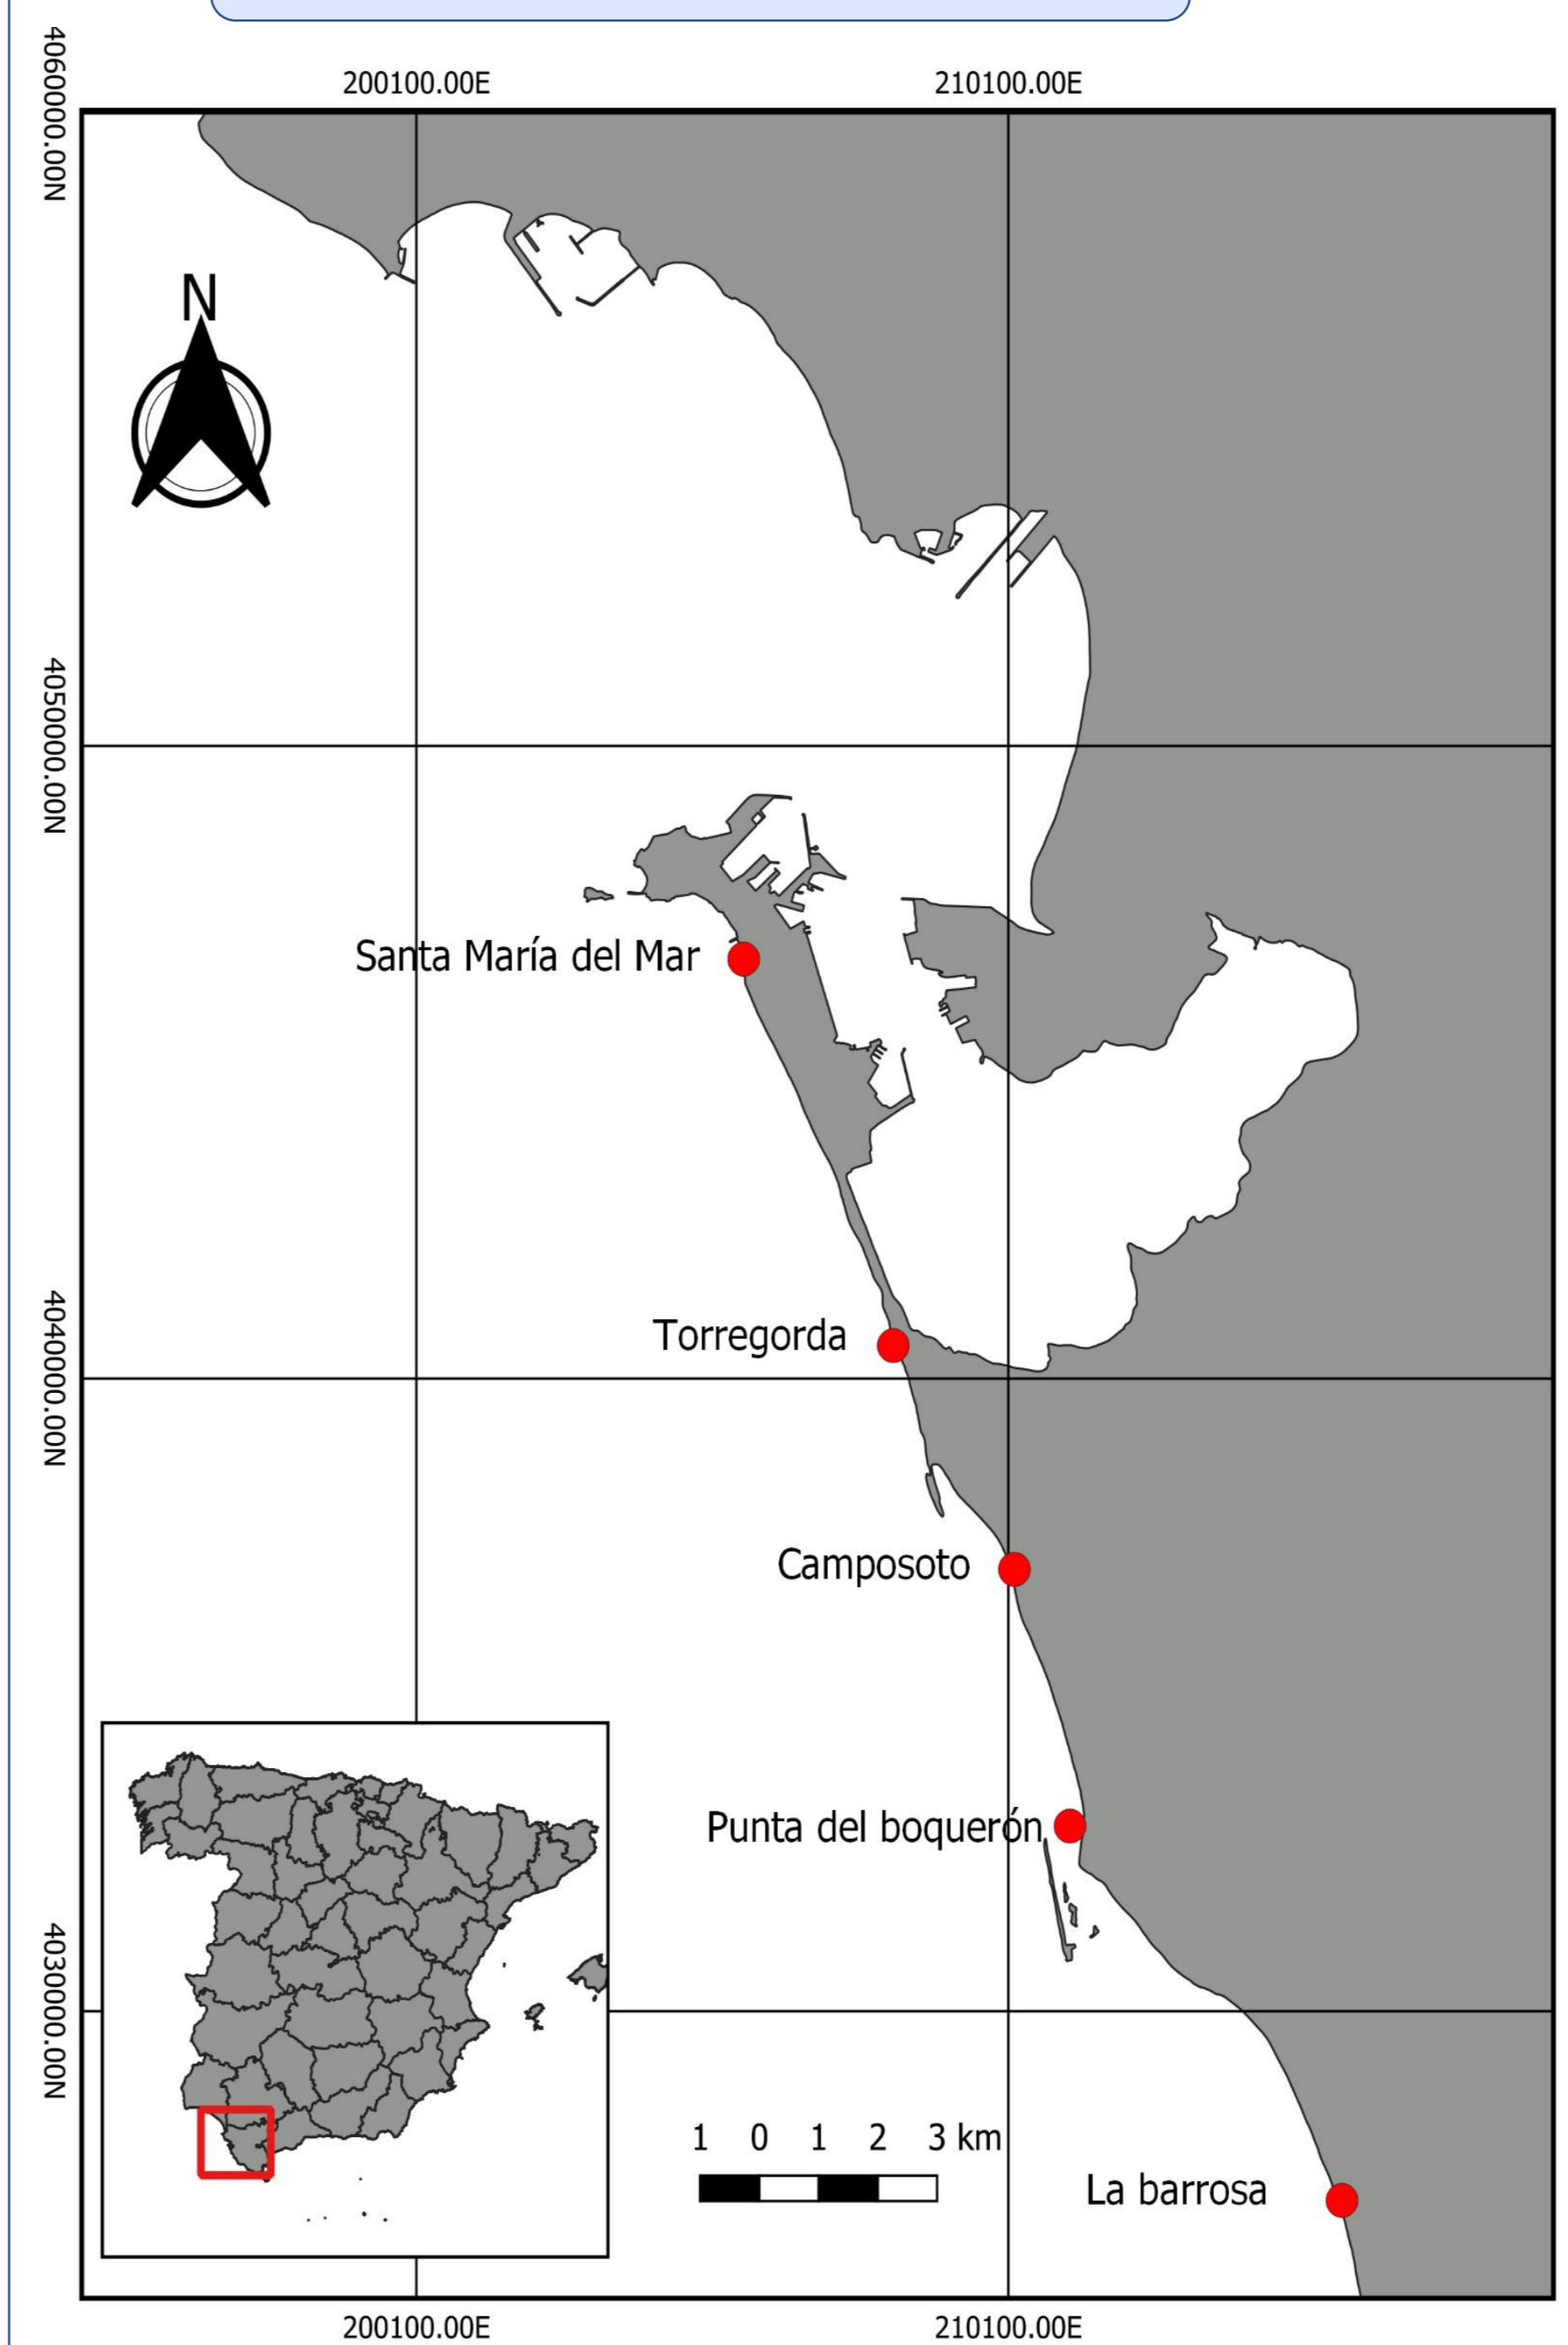 200100.00E 210100.00E
4060000.00N
N
4050000.00N
Santa María del Mar
Torregorda
4040000.00N
Camposoto
Punta del boquerón
4030000.00N
1 0 1 2 3 km
La barrosa
200100.00E 210100.00E